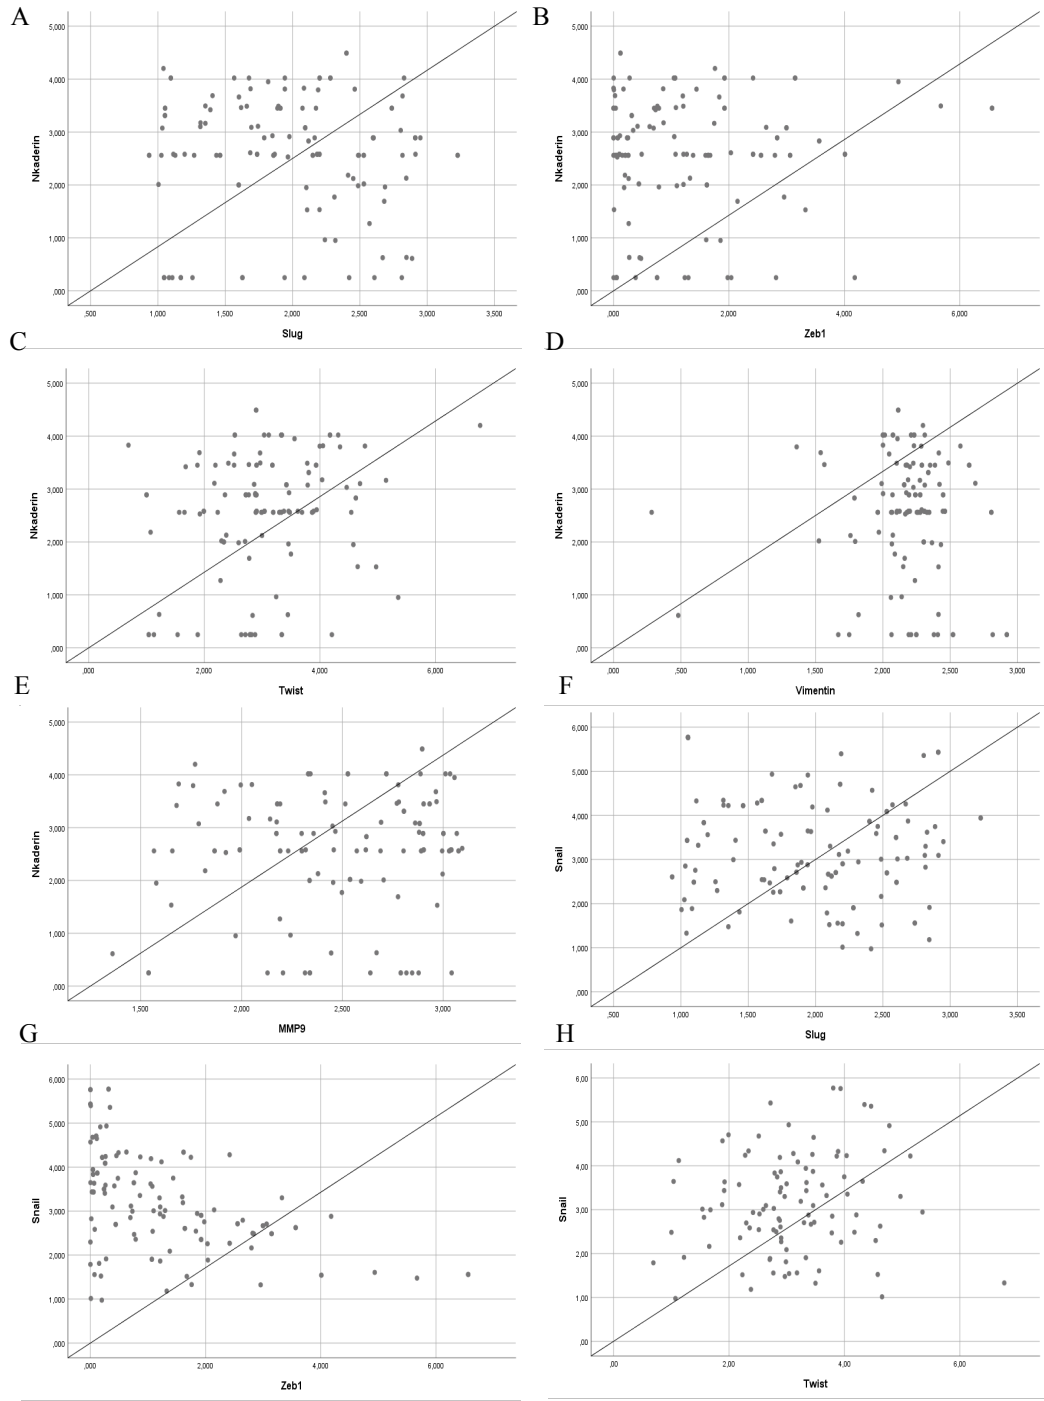 A
5,000
4,000
3,000
2,000
1,000
,000
Nkaderin
,500 1,000 1,500 2,000 2,500 3,000 3,500
Slug
B
5,000
4,000
3,000
2,000
1,000
,000
Nkaderin
,000 2,000 4,000 6,000
Zeb1
C
5,000
4,000
3,000
2,000
1,000
,000
Nkaderin
,000 2,000 4,000 6,000
Twist
D
5,000
4,000
3,000
2,000
1,000
,000
Nkaderin
,000 ,500 1,000 1,500 2,000 2,500 3,000
Vimentin
E
5,000
4,000
3,000
2,000
1,000
,000
Nkaderin
1,500 2,000 2,500 3,000
MMP9
F
6,000
5,000
4,000
3,000
2,000
1,000
,000
Snail
,500 1,000 1,500 2,000 2,500 3,000 3,500
Slug
G
6,000
5,000
4,000
3,000
2,000
1,000
,000
Snail
,000 2,000 4,000 6,000
Zeb1
H
6,00
5,00
4,00
3,00
2,00
1,00
,00
Snail
,00 2,00 4,00 6,00
Twist